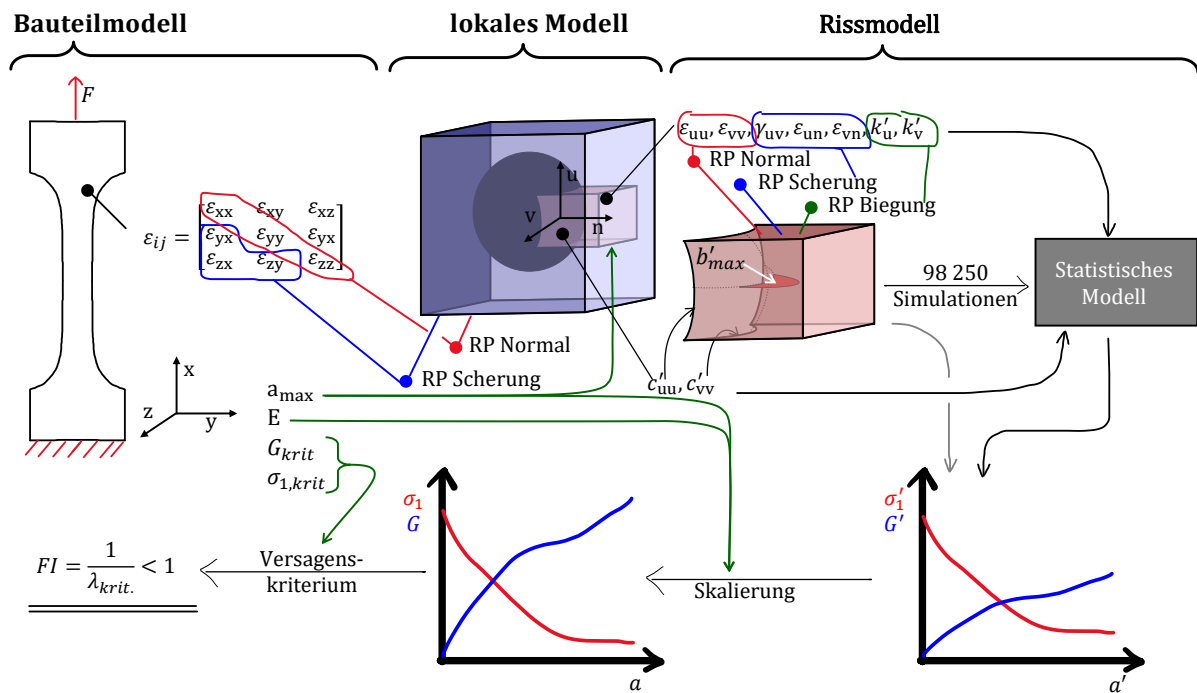 Bauteilmodell
lokales Modell
Rissmodell
F
ε_ij =
ε_xx ε_xy ε_xz
ε_yx ε_yy ε_yx
ε_zx ε_zy ε_zz
x
z
y
u
v
n
RP Normal
RP Scherung
ε_uu, ε_vv, γ_uv, ε_un, ε_vn, k′_u, k′_v
RP Normal
RP Scherung
RP Biegung
b′_max
c′_uu, c′_vv
98 250
Simulationen
Statistisches
Modell
a_max
E
G_krit
σ_1,krit
FI = 1/λ_krit. < 1
Versagens-
kriterium
σ_1
G
a
Skalierung
σ′_1
G′
a′